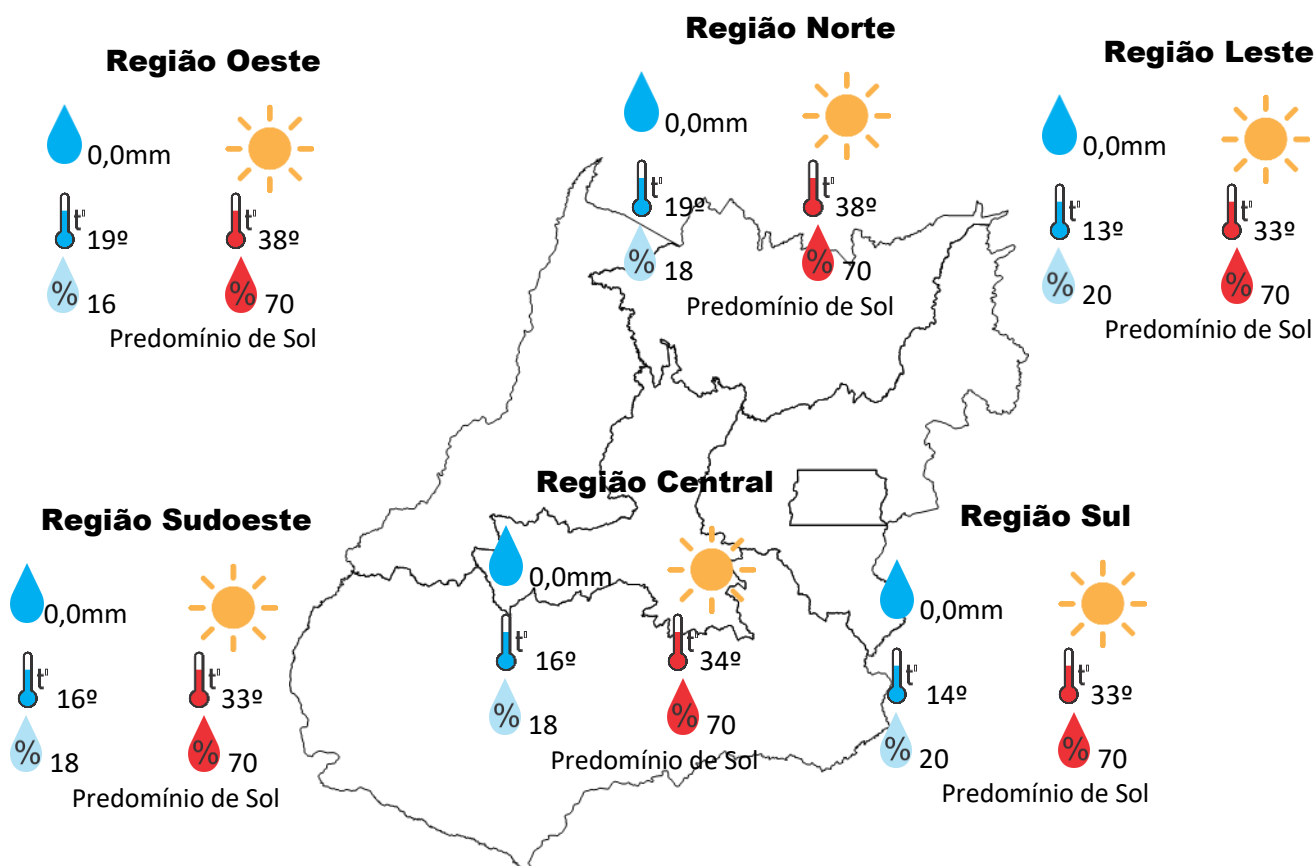 Região Oeste
0,0mm
t°
19º
t°
38º
%
16
%
70
Predomínio de Sol
Região Norte
0,0mm
t°
19º
t°
38º
%
18
%
70
Predomínio de Sol
Região Leste
0,0mm
t°
13º
t°
33º
%
20
%
70
Predomínio de Sol
Região Sudoeste
0,0mm
t°
16º
t°
33º
%
18
%
70
Predomínio de Sol
Região Central
0,0mm
t°
16º
t°
34º
%
18
%
70
Predomínio de Sol
Região Sul
0,0mm
t°
14º
t°
33º
%
20
%
70
Predomínio de Sol